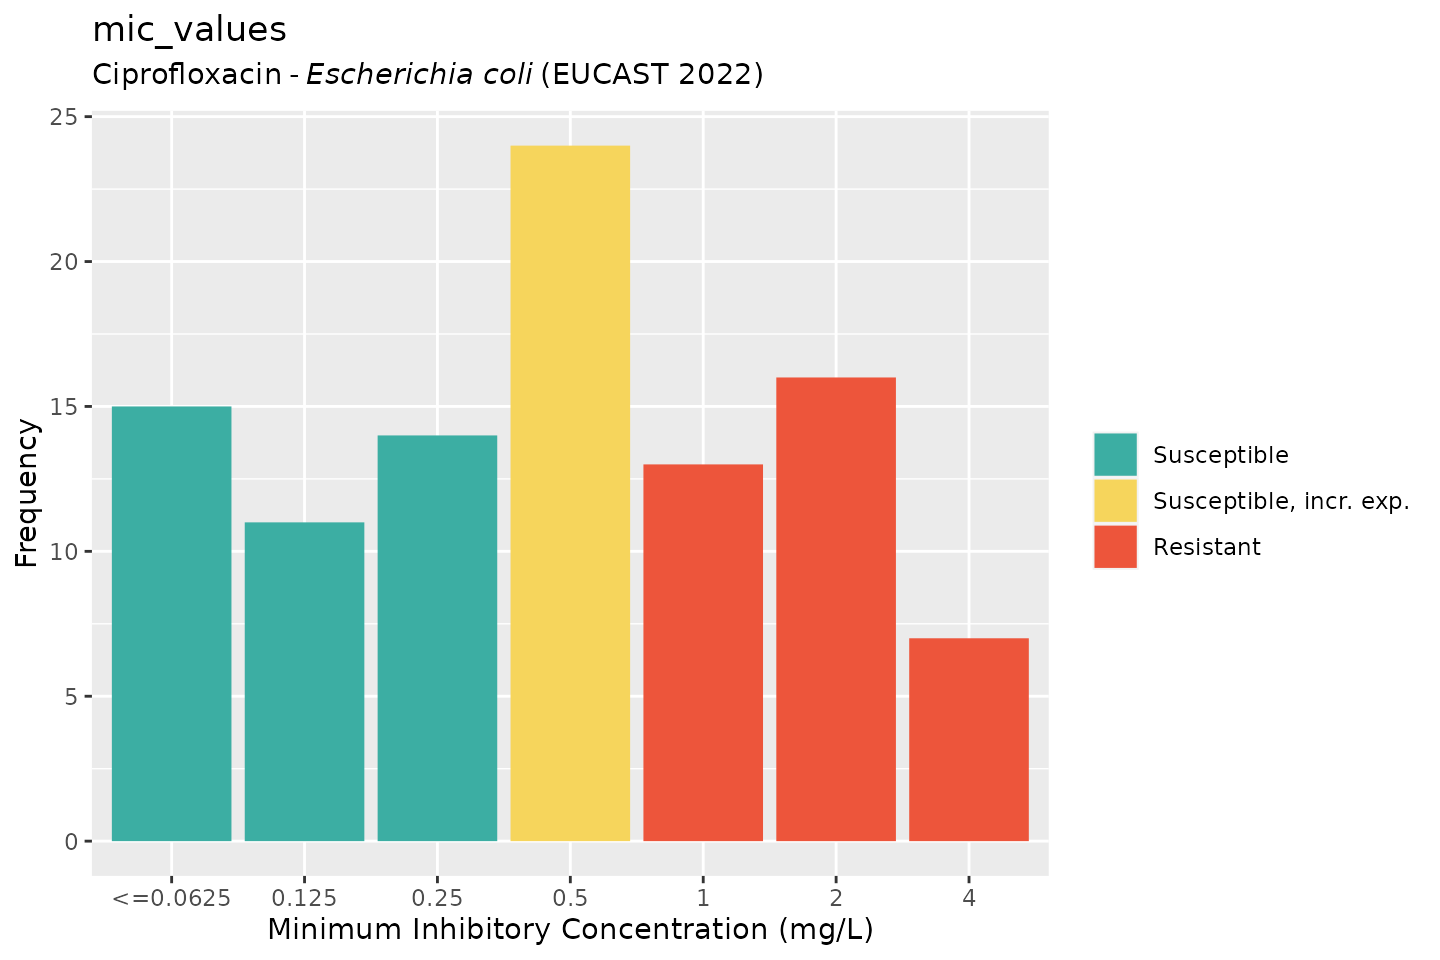 mic_values
Ciprofloxacin - Escherichia coli (EUCAST 2022)
25
20
15
10
5
0
Frequency
<=0.0625 0.125 0.25 0.5 1 2 4
Minimum Inhibitory Concentration (mg/L)
Susceptible
Susceptible, incr. exp.
Resistant